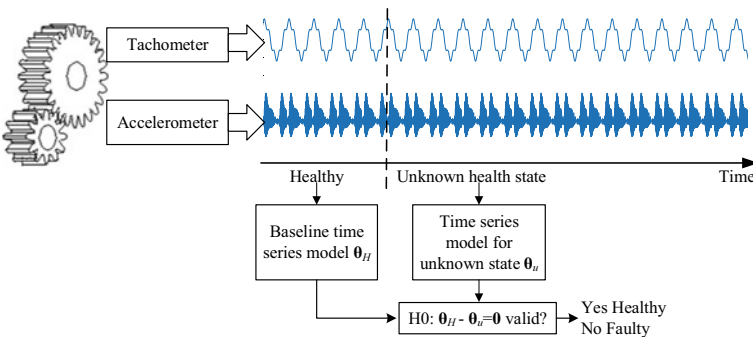 Tachometer
Accelerometer
Healthy
Unknown health state
Time
Baseline time
series model θH
Time series
model for
unknown state θu
H0: θH - θu=0 valid?
Yes Healthy
No Faulty